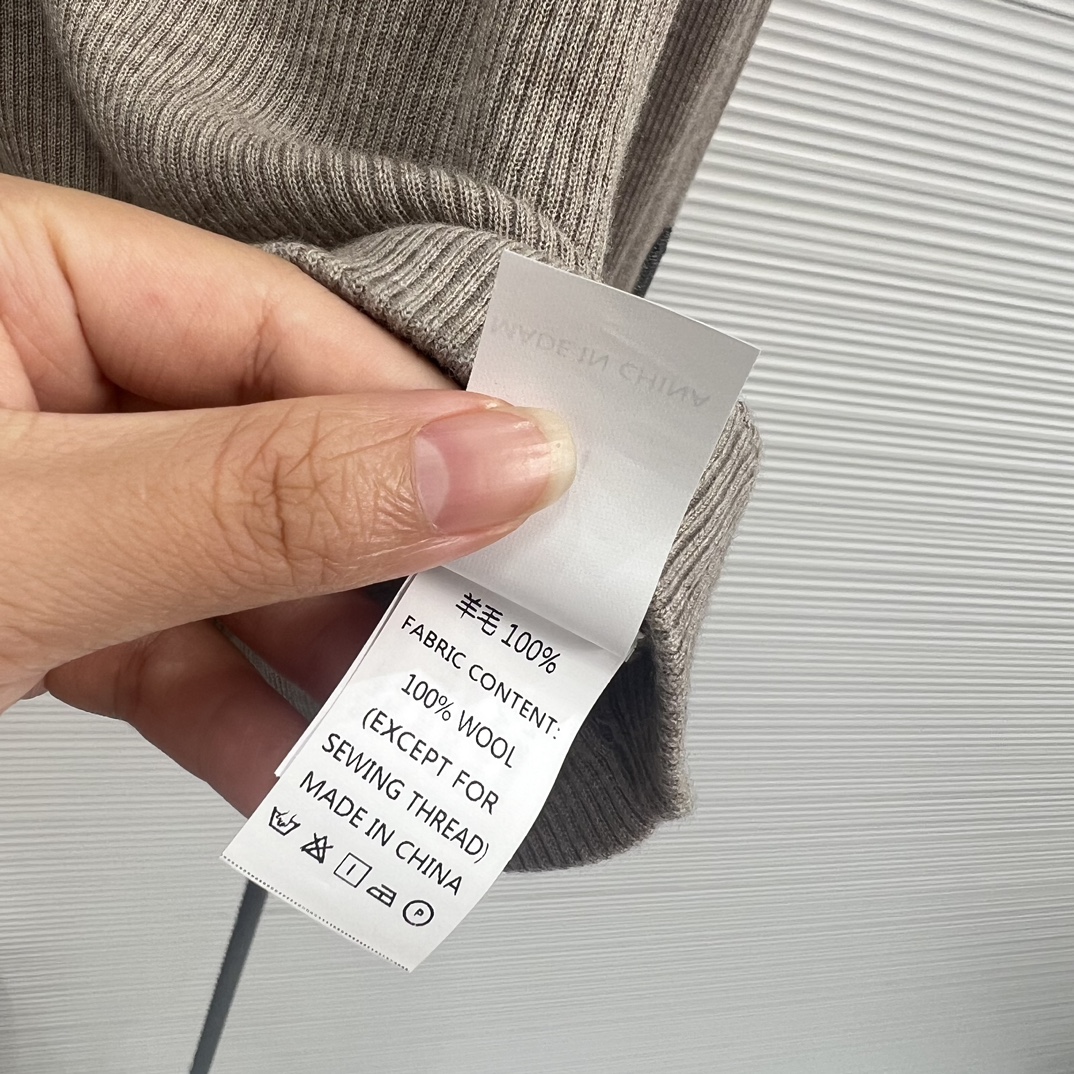 MADE IN CHINA
羊毛 100%
FABRIC CONTENT:
100% WOOL
(EXCEPT FOR
SEWING THREAD)
MADE IN CHINA
P